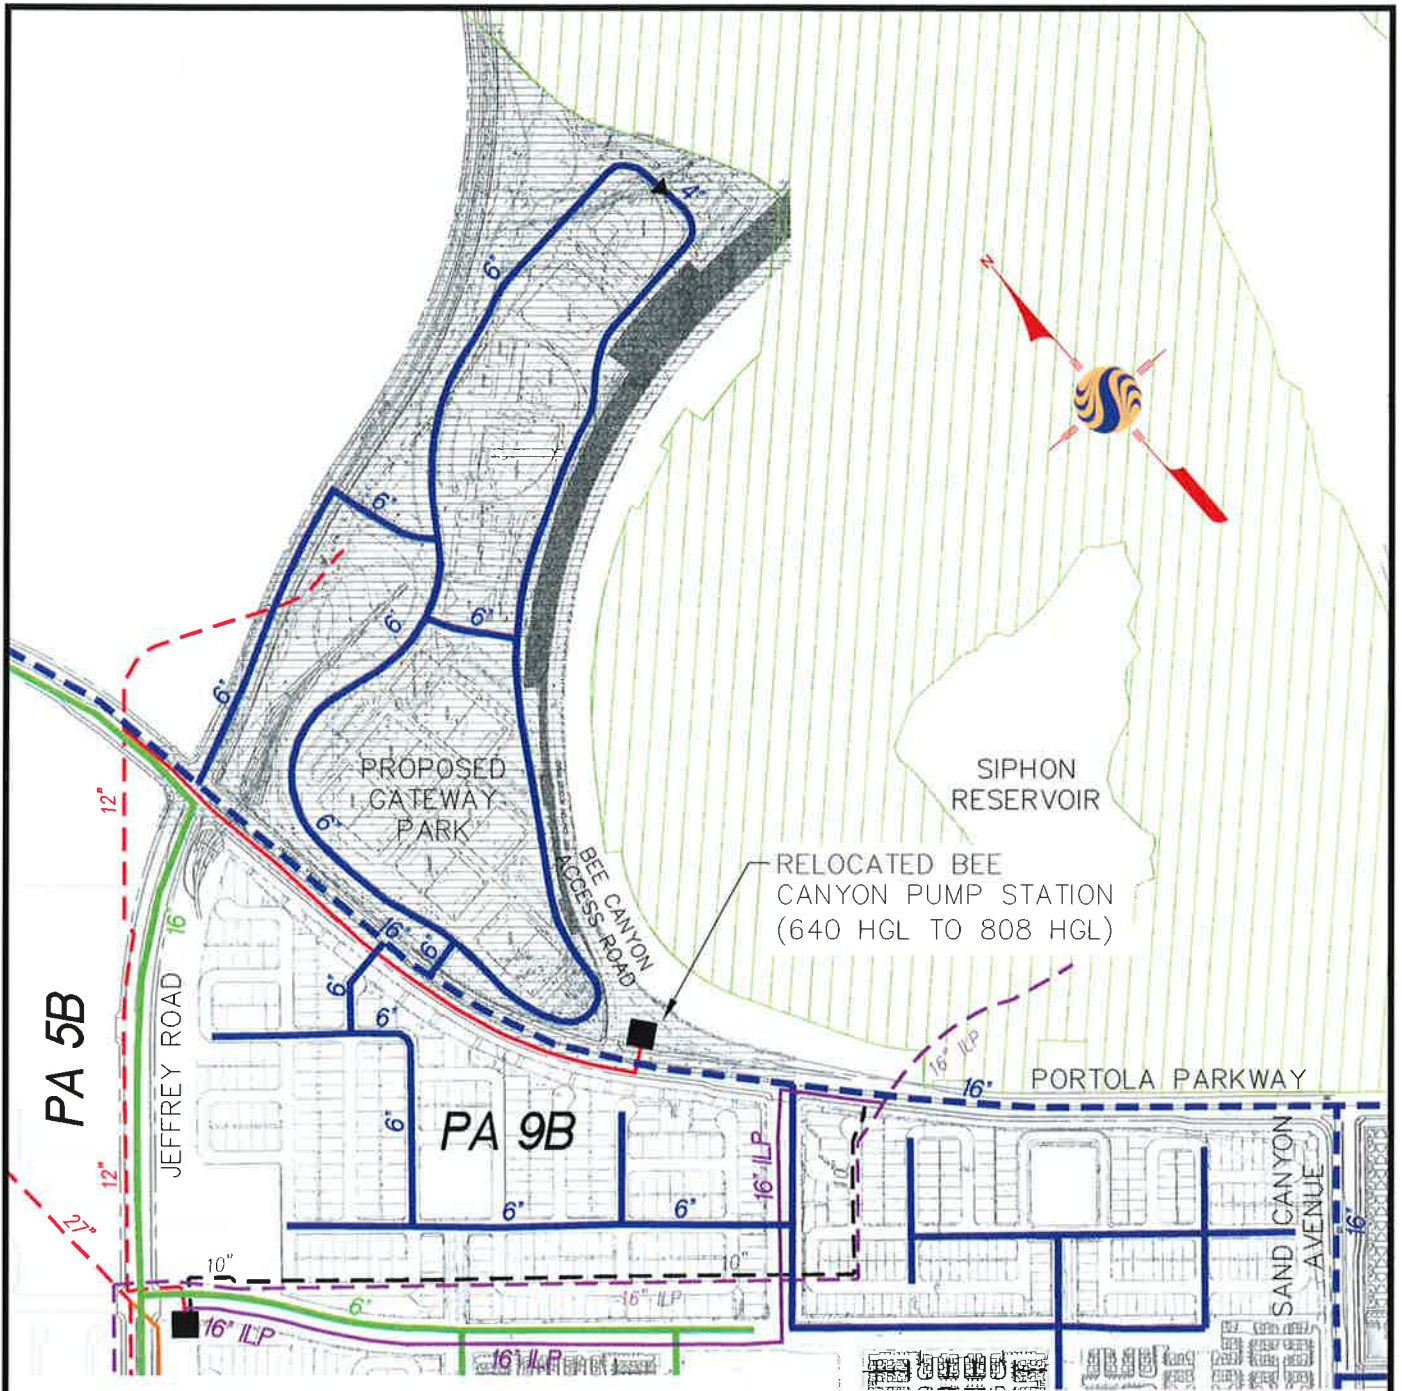 4"
6"
N
6"
6"
6"
6"
PROPOSED
GATEWAY
PARK
SIPHON
RESERVOIR
12"
6"
BEE CANYON
ACCESS ROAD
RELOCATED BEE
CANYON PUMP STATION
(640 HGL TO 808 HGL)
16"
6"
6"
6"
6"
JEFFREY ROAD
PA 5B
16" ILP
16"
PORTOLA PARKWAY
6"
PA 9B
16" ILP
10"
SAND CANYON
AVENUE
12"
6"
6"
16"
27"
10"
10"
16" ILP
6"
16" ILP
16" ILP